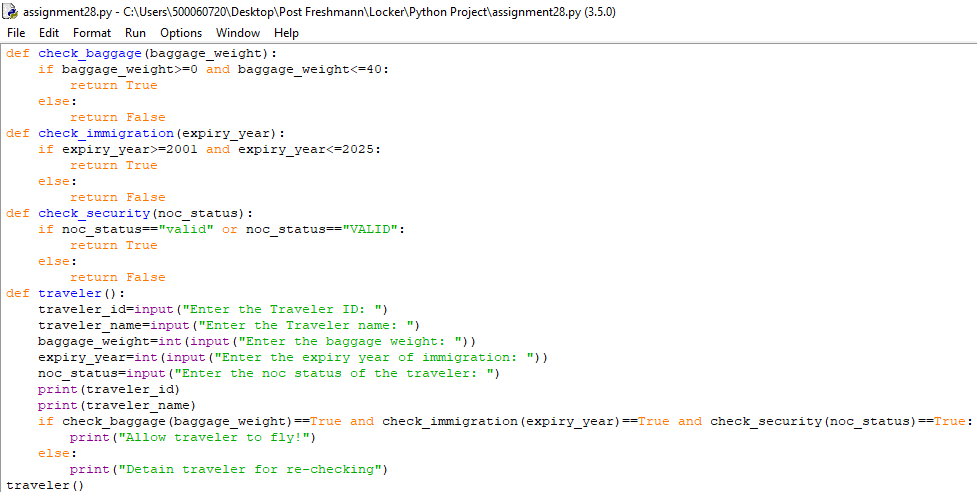 assignment28.py - C:\Users\500060720\Desktop\Post Freshmann\Locker\Python Project\assignment28.py (3.5.0)
File Edit Format Run Options Window Help
def check_baggage(baggage_weight):
    if baggage_weight>=0 and baggage_weight<=40:
        return True
    else:
        return False
def check_immigration(expiry_year):
    if expiry_year>=2001 and expiry_year<=2025:
        return True
    else:
        return False
def check_security(noc_status):
    if noc_status=="valid" or noc_status=="VALID":
        return True
    else:
        return False
def traveler():
    traveler_id=input("Enter the Traveler ID: ")
    traveler_name=input("Enter the Traveler name: ")
    baggage_weight=int(input("Enter the baggage weight: "))
    expiry_year=int(input("Enter the expiry year of immigration: "))
    noc_status=input("Enter the noc status of the traveler: ")
    print(traveler_id)
    print(traveler_name)
    if check_baggage(baggage_weight)==True and check_immigration(expiry_year)==True and check_security(noc_status)==True:
        print("Allow traveler to fly!")
    else:
        print("Detain traveler for re-checking")
traveler()